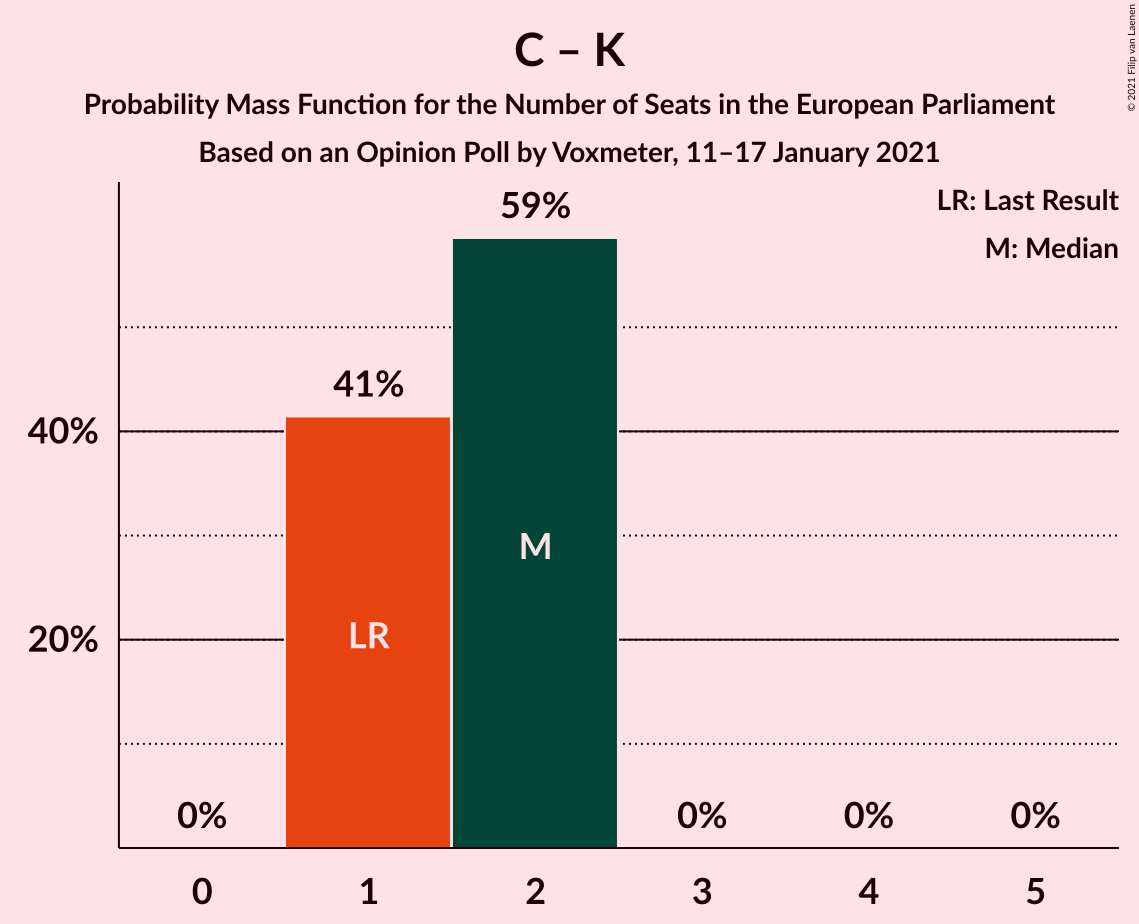 C – K
Probability Mass Function for the Number of Seats in the European Parliament
Based on an Opinion Poll by Voxmeter, 11–17 January 2021
© 2021 Filip van Laenen
LR: Last Result
M: Median
59%
41%
40%
20%
M
LR
0%
0%
0%
0%
0
1
2
3
4
5